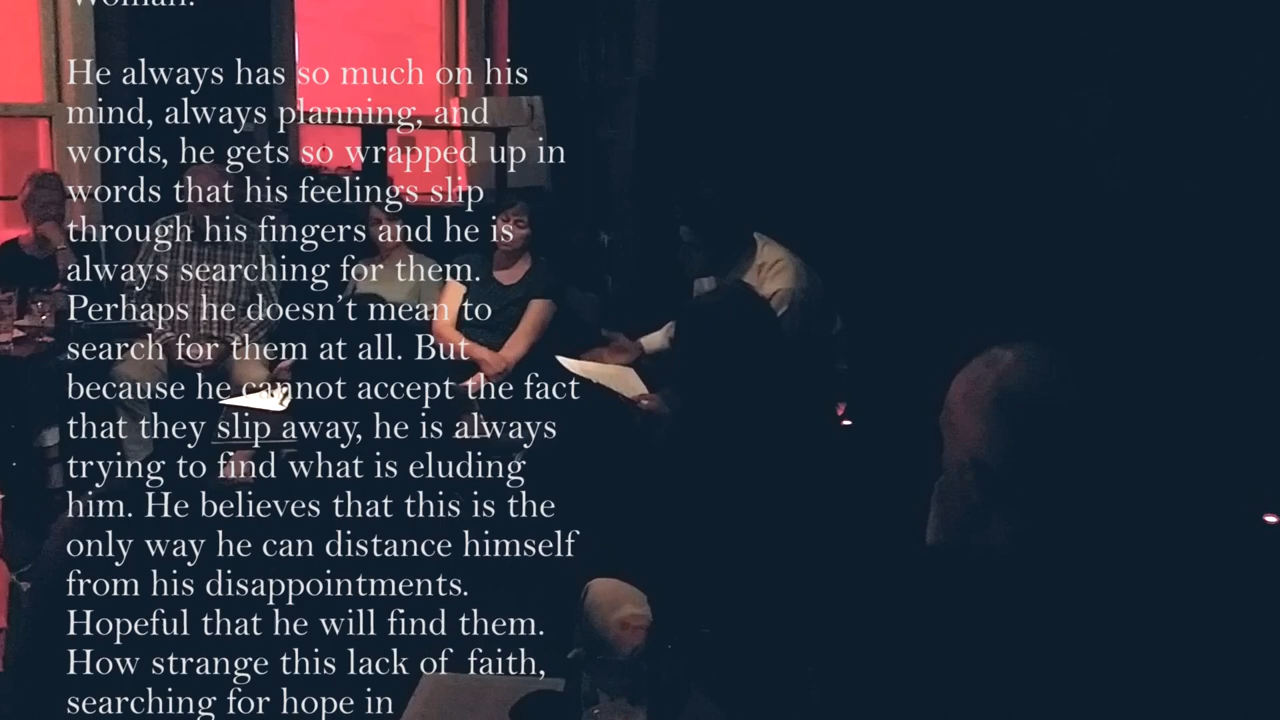 Woman:
He always has so much on his
mind, always planning, and
words, he gets so wrapped up in
words that his feelings slip
through his fingers and he is
always searching for them.
Perhaps he doesn’t mean to
search for them at all. But
because he cannot accept the fact
that they slip away, he is always
trying to find what is eluding
him. He believes that this is the
only way he can distance himself
from his disappointments.
Hopeful that he will find them.
How strange this lack of faith,
searching for hope in